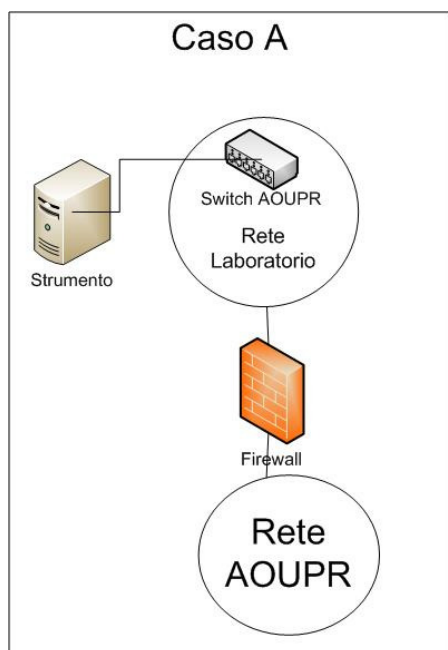 Caso A
Switch AOUPR
Rete
Laboratorio
Strumento
Firewall
Rete
AOUPR